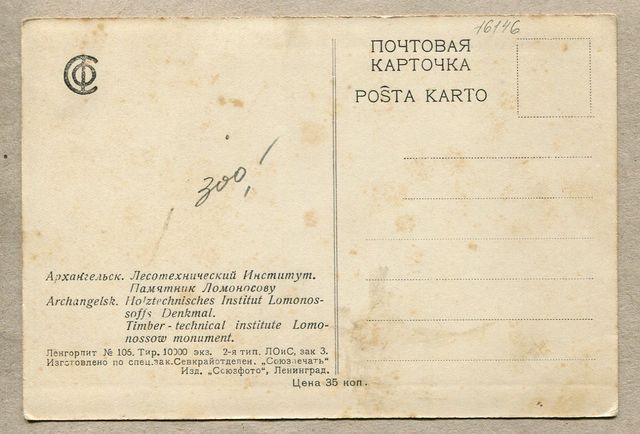 16146
ПОЧТОВАЯ
КАРТОЧКА
POŜTA KARTO
300,!
Архангельск. Лесотехнический Институт.
Памятник Ломоносову
Archangelsk. Holztechnisches Institut Lomonos-
soffs Denkmal.
Timber-technical institute Lomo-
nossow monument.
Ленгорлит № 105. Тир. 10000 экз. 2-я тип. ЛОиС, зак 3.
Изготовлено по спец.зак.Севкрайотделен. „Союзпечать"
Изд. „Союзфото", Ленинград.
Цена 35 коп.